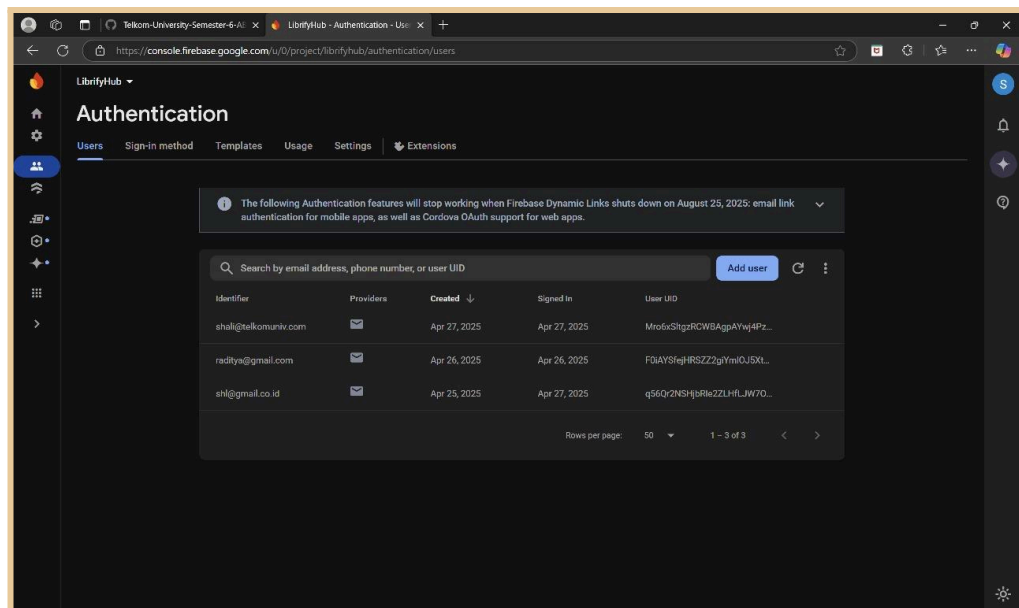 Telkom-University-Semester-6-AE
LibrifyHub - Authentication - Use
https://console.firebase.google.com/u/0/project/librifyhub/authentication/users
LibrifyHub
S
Authentication
Users Sign-in method Templates Usage Settings Extensions
The following Authentication features will stop working when Firebase Dynamic Links shuts down on August 25, 2025: email link
authentication for mobile apps, as well as Cordova OAuth support for web apps.
Search by email address, phone number, or user UID Add user
Identifier Providers Created Signed In User UID
shali@telkomuniv.com Apr 27, 2025 Apr 27, 2025
raditya@gmail.com Apr 26, 2025 Apr 26, 2025
shl@gmail.co.id Apr 25, 2025 Apr 27, 2025
Rows per page: 50 1 – 3 of 3